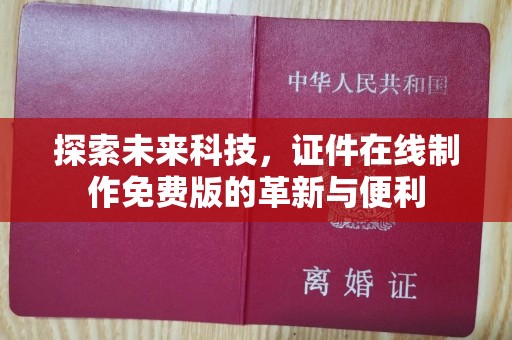 中华人民共和国
探索未来科技，证件在线制
作免费版的革新与便利
离婚证